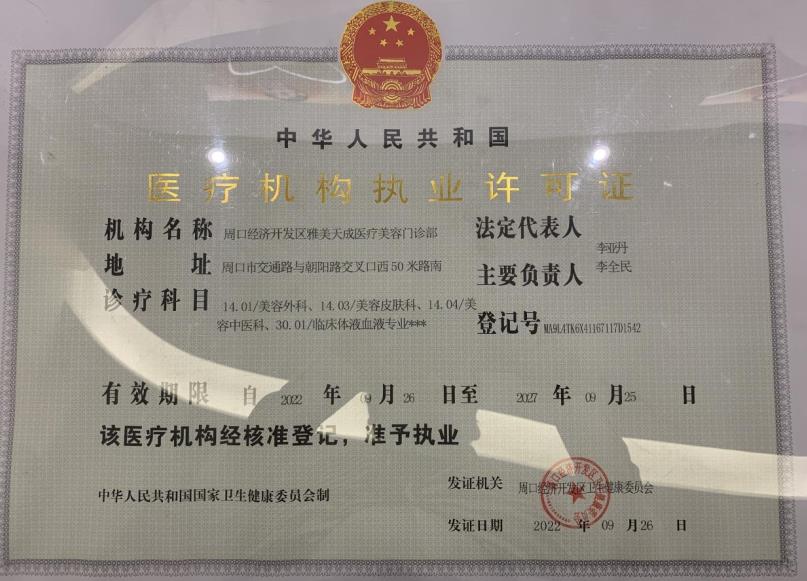 中华人民共和国
医疗机构执业许可证
机构名称 周口经济开发区雅美天成医疗美容门诊部
法定代表人 李亚丹
地址 周口市交通路与朝阳路交叉口西50米路南
主要负责人 李全民
诊疗科目 14.01/美容外科、14.03/美容皮肤科、14.04/美
容中医科、30.01/临床体液血液专业***
登记号 MA9L4TK6X41167117D1542
有效期限 自 2022 年 09 月 26 日至 2027 年 09 月 25 日
该医疗机构经核准登记,准予执业
中华人民共和国国家卫生健康委员会制
发证机关 周口经济开发区卫生健康委员会
发证日期 2022 年 09 月 26 日